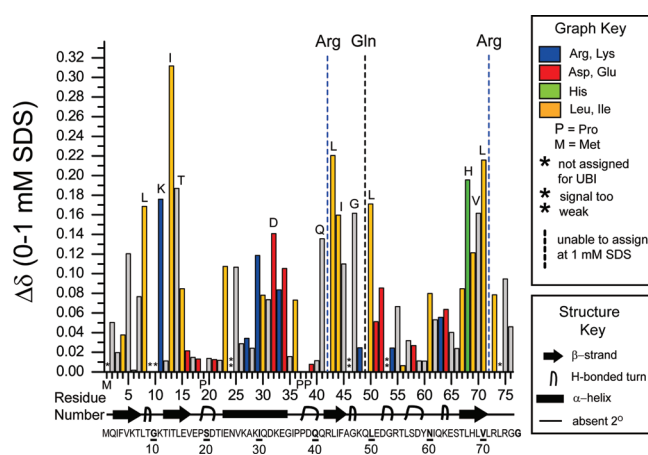 Arg Gln Arg
Δδ (0-1 mM SDS)
0.32
0.30
0.28
0.26
0.24
0.22
0.20
0.18
0.16
0.14
0.12
0.10
0.08
0.06
0.04
0.02
0.00
L K I T D Q L I G L H V L
* * * * * * * * *
M P PP
Residue
Number
5 10 15 20 25 30 35 40 45 50 55 60 65 70 75
MQIFVKTLTGKTITLEVEPSDTIENVKAKIQDKEGIPPDQQRLIFAGKQLEDGRTLSDYNIQKESTLHLVLRLRGG
10 20 30 40 50 60 70
Graph Key
Arg, Lys
Asp, Glu
His
Leu, Ile
P = Pro
M = Met
* not assigned
for UBI
* signal too
* weak
unable to assign
at 1 mM SDS
Structure
Key
β-strand
H-bonded turn
α-helix
absent 2°